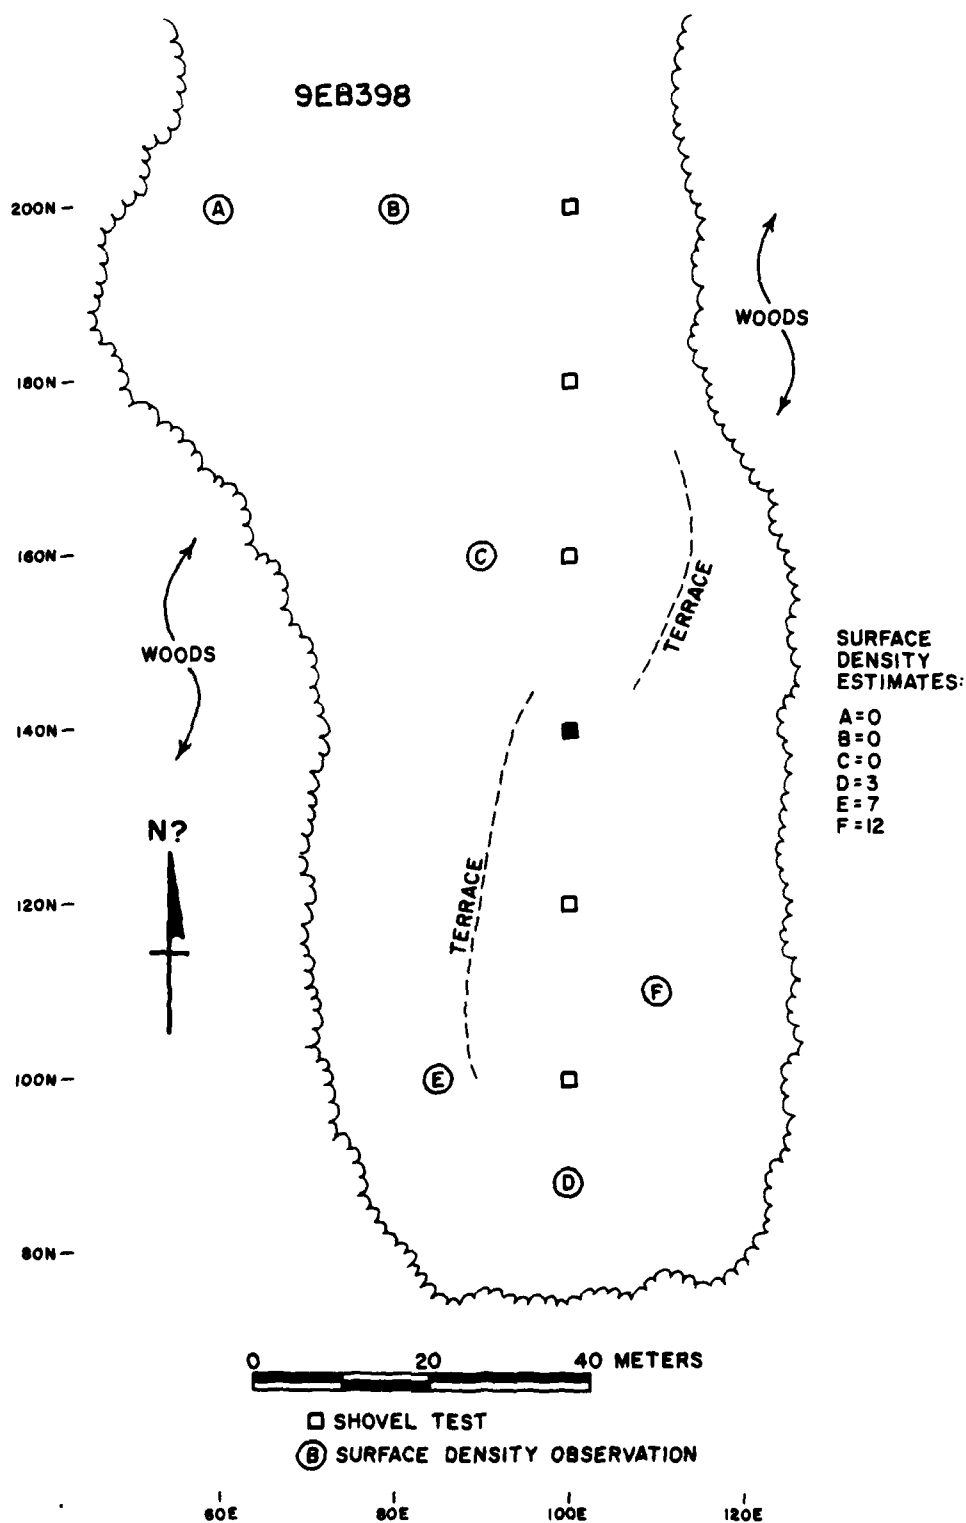 9EB398
200N
A
B
WOODS
180N
160N
C
TERRACE
WOODS
SURFACE
DENSITY
ESTIMATES:
A=0
B=0
C=0
D=3
E=7
F=12
140N
N?
120N
TERRACE
F
100N
E
D
80N
0 20 40 METERS
SHOVEL TEST
B SURFACE DENSITY OBSERVATION
60E 80E 100E 120E